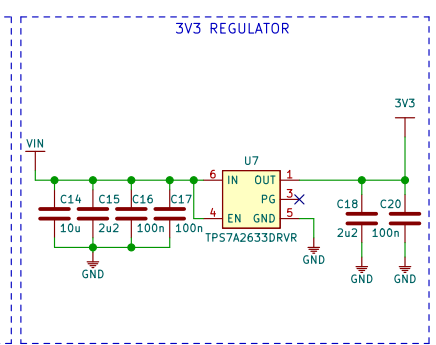 3V3 REGULATOR
3V3
VIN
U7
6 IN OUT 1
C14 C15 C16 C17
PG 3
C18 C20
10u 2u2 100n 100n
4 EN GND 5
2u2 100n
TPS7A2633DRVR
GND
GND
GND GND